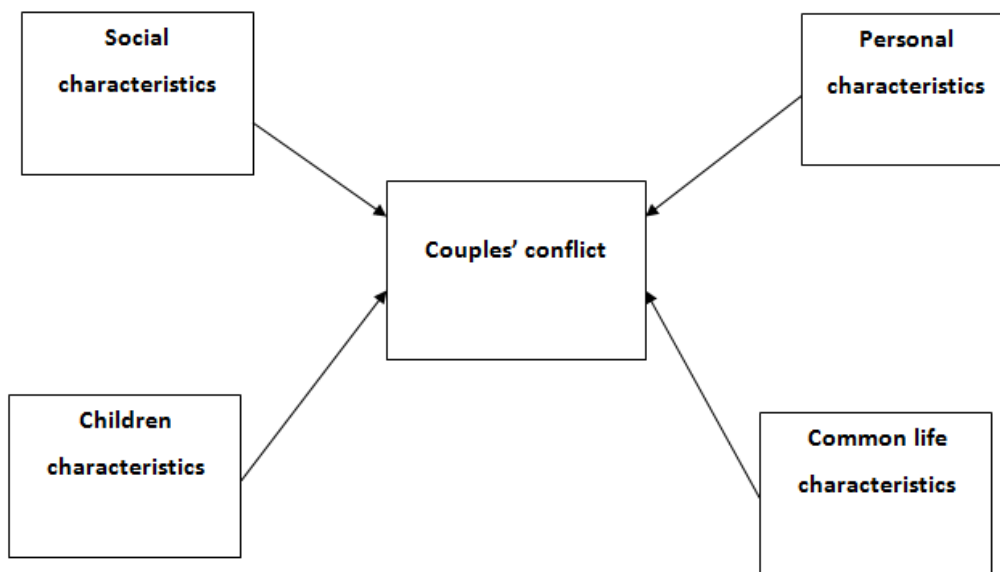 Social
characteristics
Personal
characteristics
Couples’ conflict
Children
characteristics
Common life
characteristics